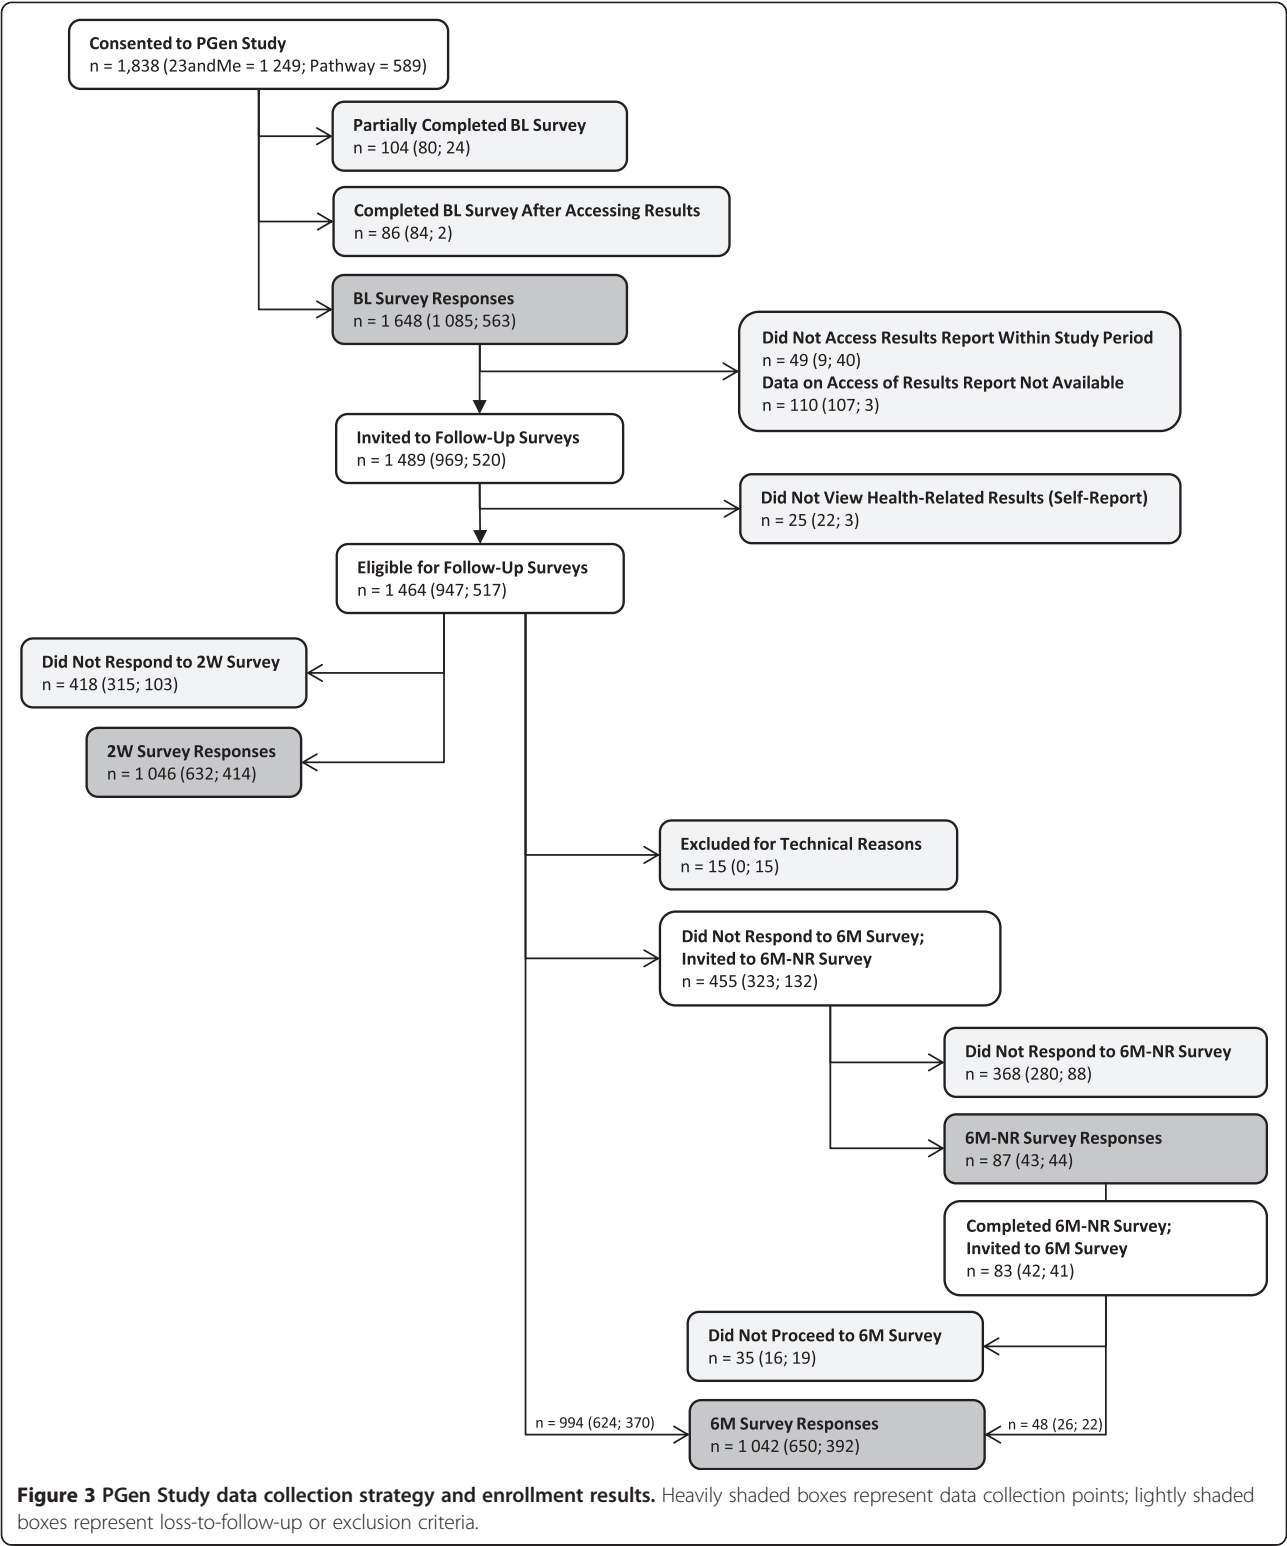 Consented to PGen Study
n = 1,838 (23andMe = 1 249; Pathway = 589)
Partially Completed BL Survey
n = 104 (80; 24)
Completed BL Survey After Accessing Results
n = 86 (84; 2)
BL Survey Responses
n = 1 648 (1 085; 563)
Did Not Access Results Report Within Study Period
n = 49 (9; 40)
Data on Access of Results Report Not Available
n = 110 (107; 3)
Invited to Follow-Up Surveys
n = 1 489 (969; 520)
Did Not View Health-Related Results (Self-Report)
n = 25 (22; 3)
Eligible for Follow-Up Surveys
n = 1 464 (947; 517)
Did Not Respond to 2W Survey
n = 418 (315; 103)
2W Survey Responses
n = 1 046 (632; 414)
Excluded for Technical Reasons
n = 15 (0; 15)
Did Not Respond to 6M Survey;
Invited to 6M-NR Survey
n = 455 (323; 132)
Did Not Respond to 6M-NR Survey
n = 368 (280; 88)
6M-NR Survey Responses
n = 87 (43; 44)
Completed 6M-NR Survey;
Invited to 6M Survey
n = 83 (42; 41)
Did Not Proceed to 6M Survey
n = 35 (16; 19)
n = 994 (624; 370)
6M Survey Responses
n = 1 042 (650; 392)
n = 48 (26; 22)
Figure 3 PGen Study data collection strategy and enrollment results. Heavily shaded boxes represent data collection points; lightly shaded
boxes represent loss-to-follow-up or exclusion criteria.